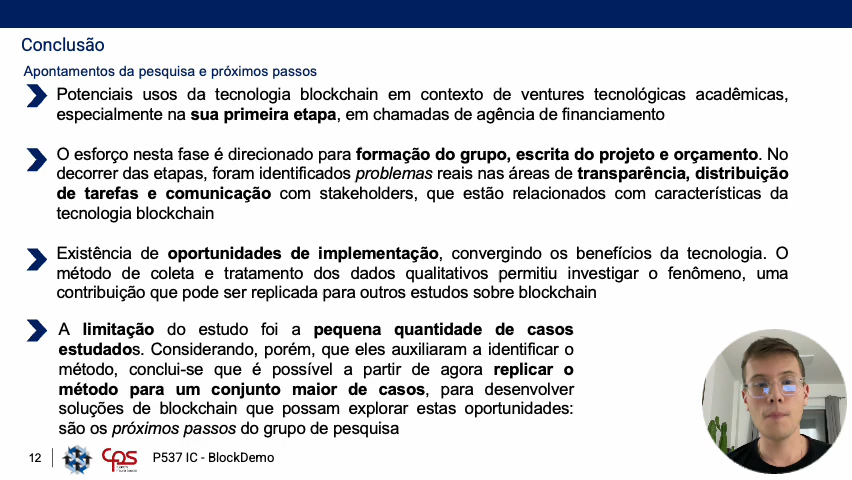 Conclusão
Apontamentos da pesquisa e próximos passos
Potenciais usos da tecnologia blockchain em contexto de ventures tecnológicas acadêmicas,
especialmente na sua primeira etapa, em chamadas de agência de financiamento
O esforço nesta fase é direcionado para formação do grupo, escrita do projeto e orçamento. No
decorrer das etapas, foram identificados problemas reais nas áreas de transparência, distribuição
de tarefas e comunicação com stakeholders, que estão relacionados com características da
tecnologia blockchain
Existência de oportunidades de implementação, convergindo os benefícios da tecnologia. O
método de coleta e tratamento dos dados qualitativos permitiu investigar o fenômeno, uma
contribuição que pode ser replicada para outros estudos sobre blockchain
A limitação do estudo foi a pequena quantidade de casos
estudados. Considerando, porém, que eles auxiliaram a identificar o
método, conclui-se que é possível a partir de agora replicar o
método para um conjunto maior de casos, para desenvolver
soluções de blockchain que possam explorar estas oportunidades:
são os próximos passos do grupo de pesquisa
12
cps
P537 IC - BlockDemo